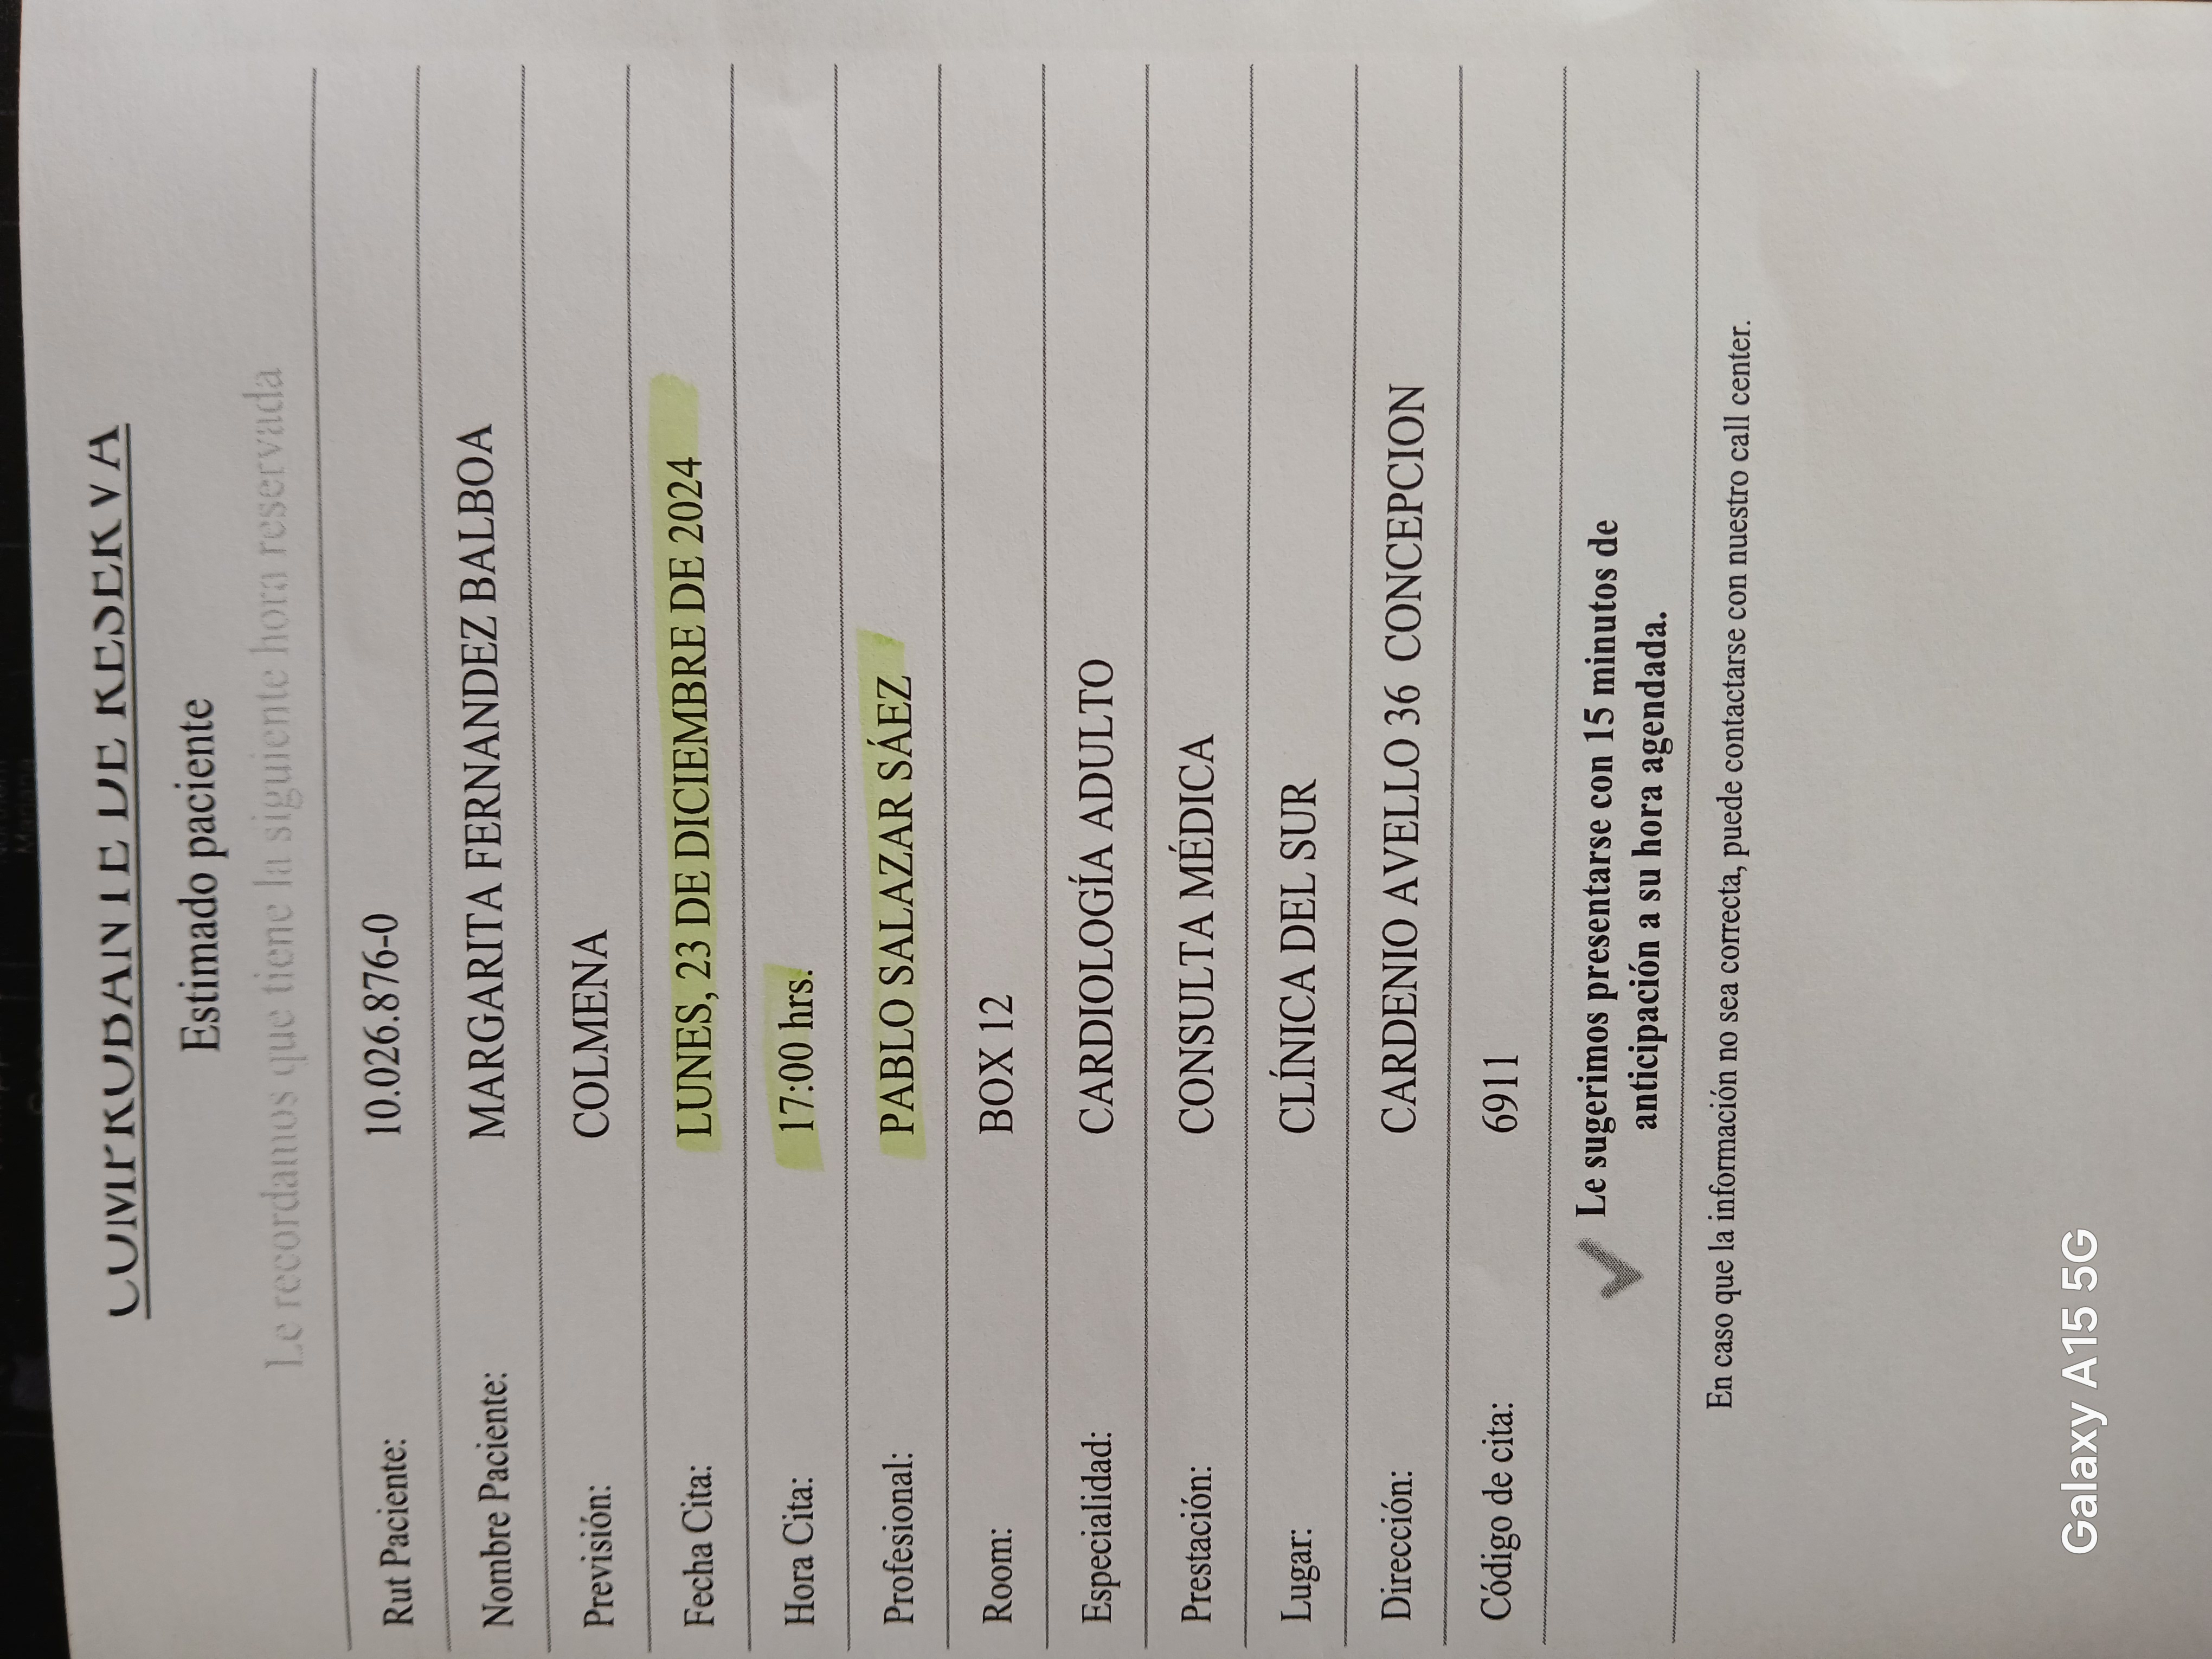 COMPROBANTE DE RESERVA
Estimado paciente
Le recordamos que tiene la siguiente hora reservada
Rut Paciente: 10.026.876-0
Nombre Paciente: MARGARITA FERNANDEZ BALBOA
Previsión: COLMENA
Fecha Cita: LUNES, 23 DE DICIEMBRE DE 2024
Hora Cita: 17:00 hrs.
Profesional: PABLO SALAZAR SÁEZ
Room: BOX 12
Especialidad: CARDIOLOGÍA ADULTO
Prestación: CONSULTA MÉDICA
Lugar: CLÍNICA DEL SUR
Dirección: CARDENIO AVELLO 36 CONCEPCION
Código de cita: 6911
Le sugerimos presentarse con 15 minutos de
anticipación a su hora agendada.
En caso que la información no sea correcta, puede contactarse con nuestro call center.
Galaxy A15 5G